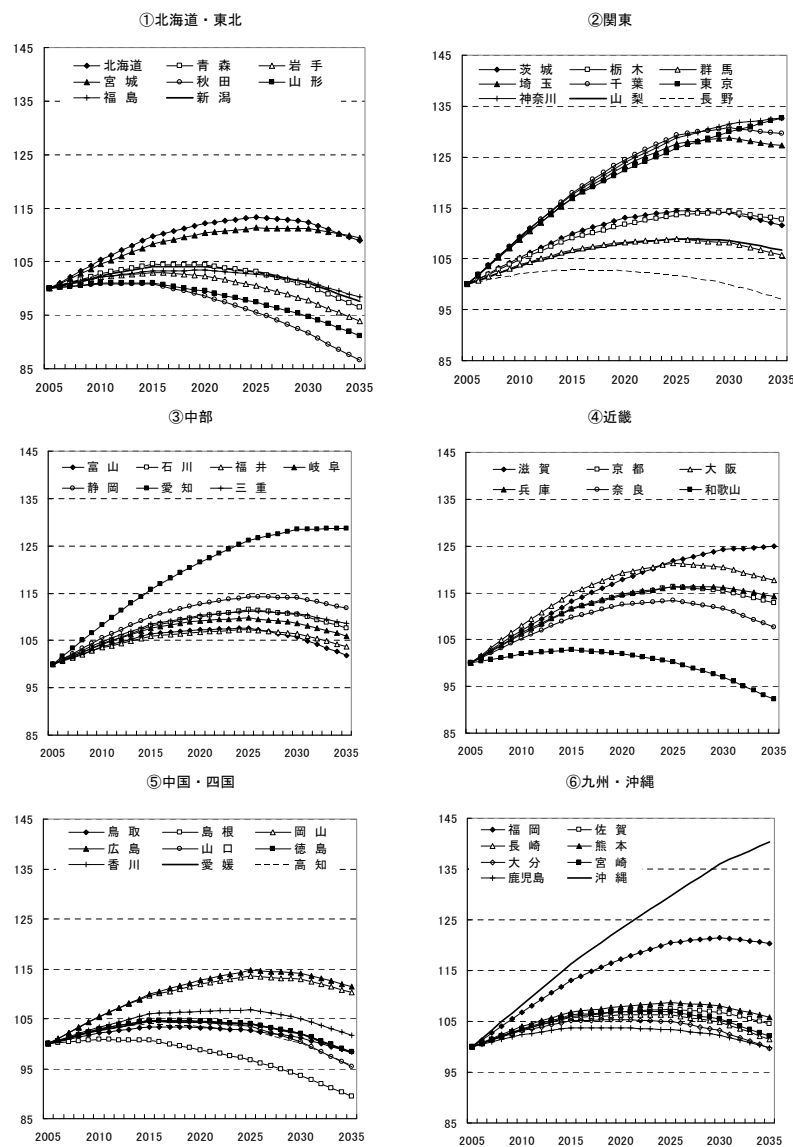 ①北海道・東北
145
135
125
115
105
95
85
北海道 青 森 岩 手
宮 城 秋 田 山 形
福 島 新 潟
2005 2010 2015 2020 2025 2030 2035
②関東
145
135
125
115
105
95
85
茨 城 栃 木 群 馬
埼 玉 千 葉 東 京
神奈川 山 梨 長 野
2005 2010 2015 2020 2025 2030 2035
③中部
145
135
125
115
105
95
85
富 山 石 川 福 井 岐 阜
静 岡 愛 知 三 重
2005 2010 2015 2020 2025 2030 2035
④近畿
145
135
125
115
105
95
85
滋 賀 京 都 大 阪
兵 庫 奈 良 和歌山
2005 2010 2015 2020 2025 2030 2035
⑤中国・四国
145
135
125
115
105
95
85
鳥 取 島 根 岡 山
広 島 山 口 徳 島
香 川 愛 媛 高 知
2005 2010 2015 2020 2025 2030 2035
⑥九州・沖縄
145
135
125
115
105
95
85
福 岡 佐 賀
長 崎 熊 本
大 分 宮 崎
鹿児島 沖 縄
2005 2010 2015 2020 2025 2030 2035